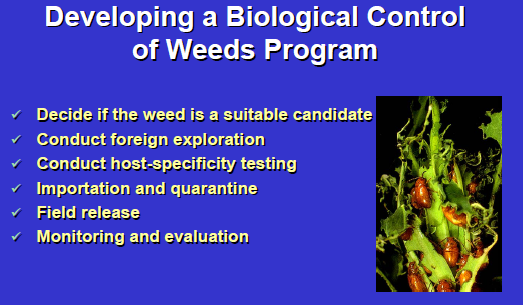 Developing a Biological Control
of Weeds Program
✓ Decide if the weed is a suitable candidate
✓ Conduct foreign exploration
✓ Conduct host-specificity testing
✓ Importation and quarantine
✓ Field release
✓ Monitoring and evaluation